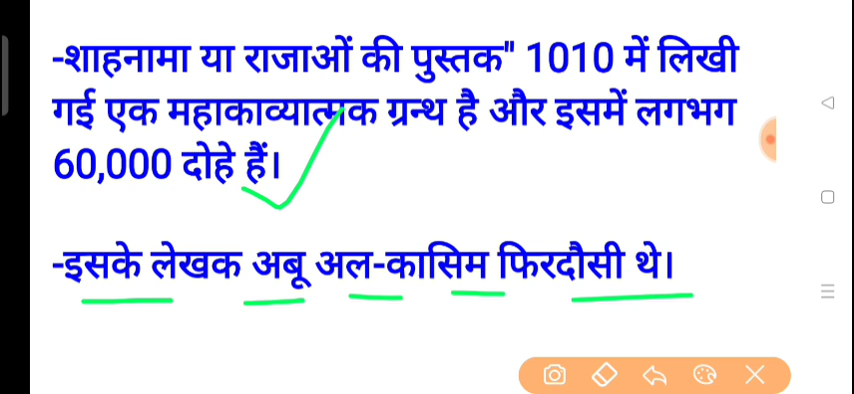 -शाहनामा या राजाओं की पुस्तक" 1010 में लिखी
गई एक महाकाव्यात्मक ग्रन्थ है और इसमें लगभग
60,000 दोहे हैं।
-इसके लेखक अबू अल-कासिम फिरदौसी थे।